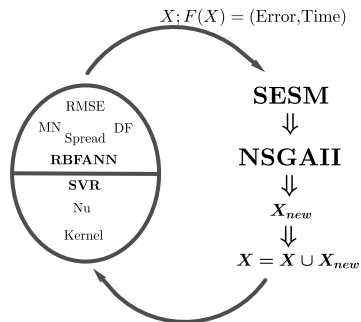 X; F(X) = (Error,Time)
RMSE
MN
DF
Spread
RBFANN
SVR
Nu
Kernel
SESM
⇓
NSGAII
⇓
X_new
⇓
X = X ∪ X_new